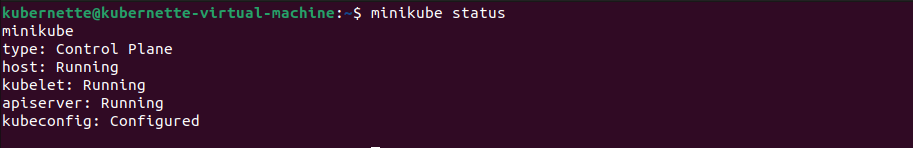 kubernette@kubernette-virtual-machine:~$ minikube status
minikube
type: Control Plane
host: Running
kubelet: Running
apiserver: Running
kubeconfig: Configured